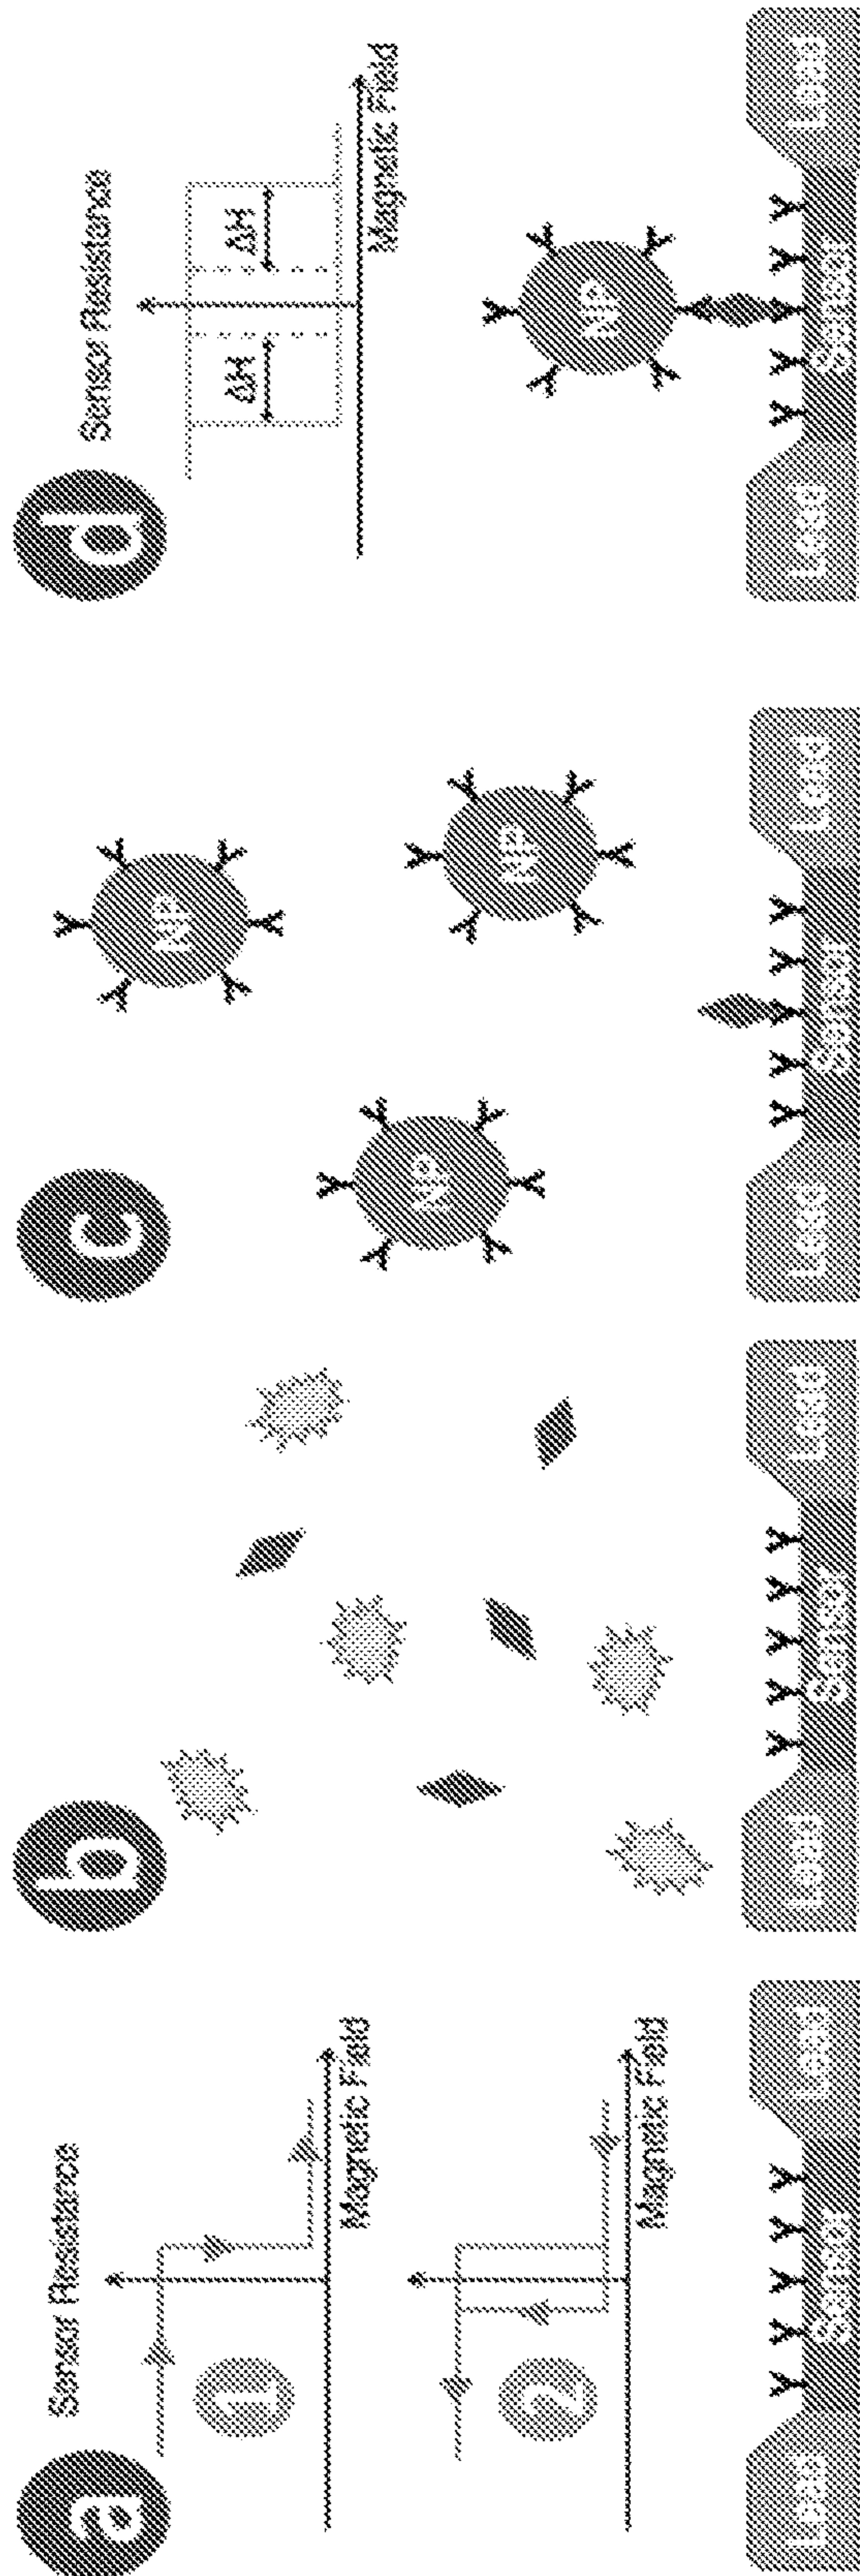 a
Sensor Resistance
1
Magnetic Field
2
Magnetic Field
Lead
Sensor
Lead
b
Lead
Sensor
Lead
c
NP
NP
NP
Lead
Sensor
Lead
d
Sensor Resistance
ΔH
ΔH
Magnetic Field
NP
Lead
Sensor
Lead